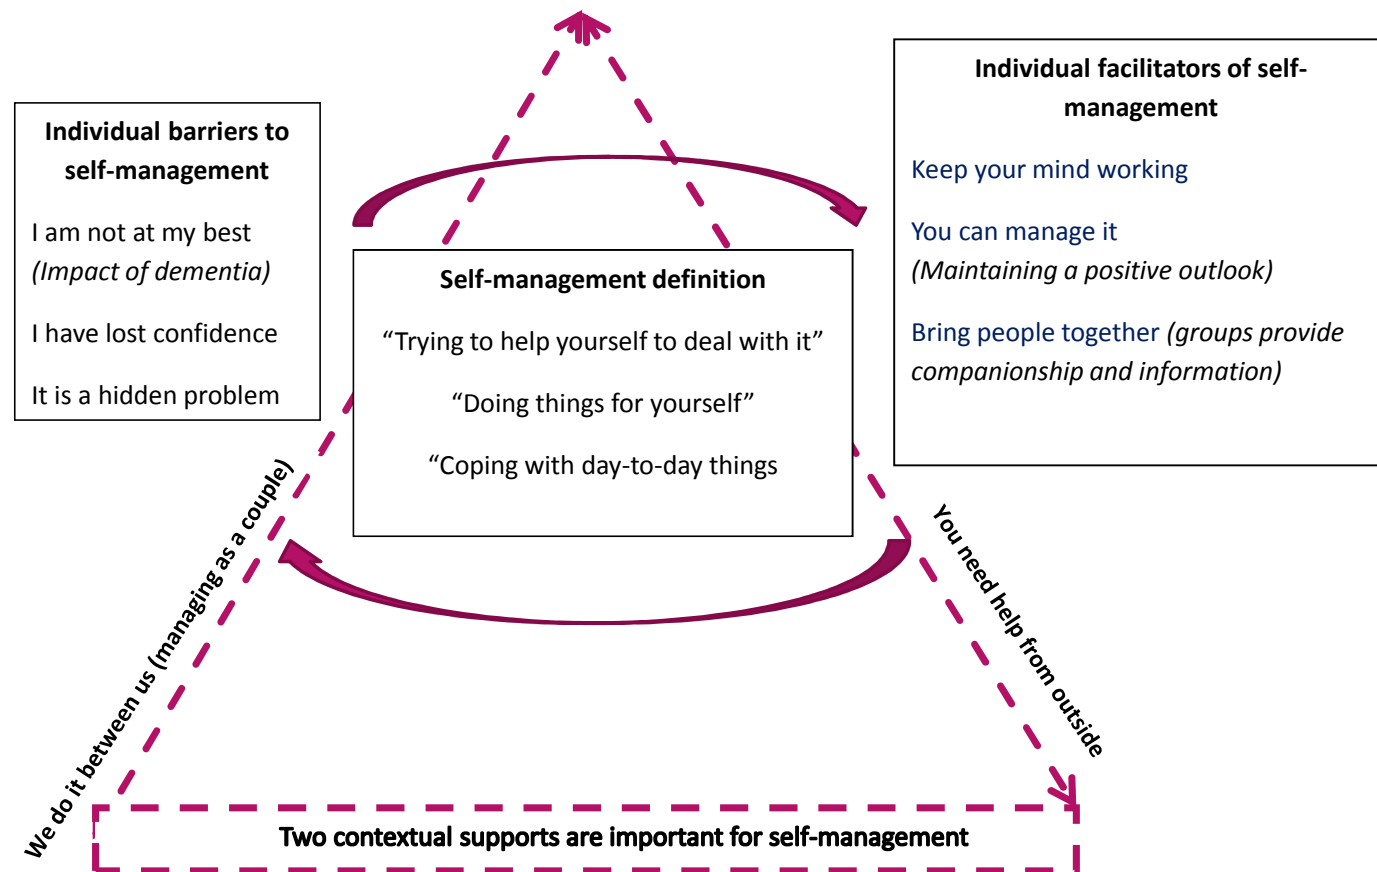 Individual barriers to
self-management
I am not at my best
(Impact of dementia)
I have lost confidence
It is a hidden problem
Individual facilitators of self-
management
Keep your mind working
You can manage it
(Maintaining a positive outlook)
Bring people together (groups provide
companionship and information)
Self-management definition
“Trying to help yourself to deal with it”
“Doing things for yourself”
“Coping with day-to-day things
We do it between us (managing as a couple)
You need help from outside
Two contextual supports are important for self-management